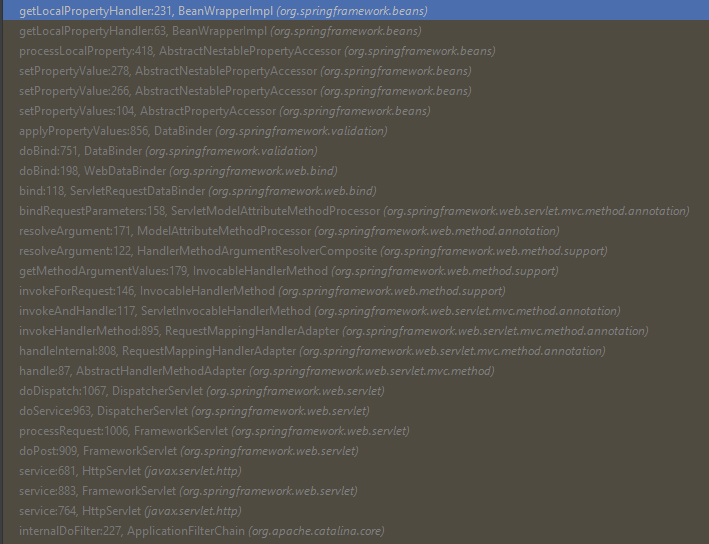 getLocalPropertyHandler:231, BeanWrapperImpl (org.springframework.beans)
getLocalPropertyHandler:63, BeanWrapperImpl (org.springframework.beans)
processLocalProperty:418, AbstractNestablePropertyAccessor (org.springframework.beans)
setPropertyValue:278, AbstractNestablePropertyAccessor (org.springframework.beans)
setPropertyValue:266, AbstractNestablePropertyAccessor (org.springframework.beans)
setPropertyValues:104, AbstractPropertyAccessor (org.springframework.beans)
applyPropertyValues:856, DataBinder (org.springframework.validation)
doBind:751, DataBinder (org.springframework.validation)
doBind:198, WebDataBinder (org.springframework.web.bind)
bind:118, ServletRequestDataBinder (org.springframework.web.bind)
bindRequestParameters:158, ServletModelAttributeMethodProcessor (org.springframework.web.servlet.mvc.method.annotation)
resolveArgument:171, ModelAttributeMethodProcessor (org.springframework.web.method.annotation)
resolveArgument:122, HandlerMethodArgumentResolverComposite (org.springframework.web.method.support)
getMethodArgumentValues:179, InvocableHandlerMethod (org.springframework.web.method.support)
invokeForRequest:146, InvocableHandlerMethod (org.springframework.web.method.support)
invokeAndHandle:117, ServletInvocableHandlerMethod (org.springframework.web.servlet.mvc.method.annotation)
invokeHandlerMethod:895, RequestMappingHandlerAdapter (org.springframework.web.servlet.mvc.method.annotation)
handleInternal:808, RequestMappingHandlerAdapter (org.springframework.web.servlet.mvc.method.annotation)
handle:87, AbstractHandlerMethodAdapter (org.springframework.web.servlet.mvc.method)
doDispatch:1067, DispatcherServlet (org.springframework.web.servlet)
doService:963, DispatcherServlet (org.springframework.web.servlet)
processRequest:1006, FrameworkServlet (org.springframework.web.servlet)
doPost:909, FrameworkServlet (org.springframework.web.servlet)
service:681, HttpServlet (javax.servlet.http)
service:883, FrameworkServlet (org.springframework.web.servlet)
service:764, HttpServlet (javax.servlet.http)
internalDoFilter:227, ApplicationFilterChain (org.apache.catalina.core)